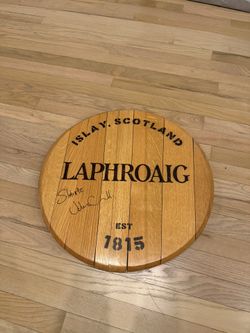 ISLAY, SCOTLAND
LAPHROAIG
EST
1815